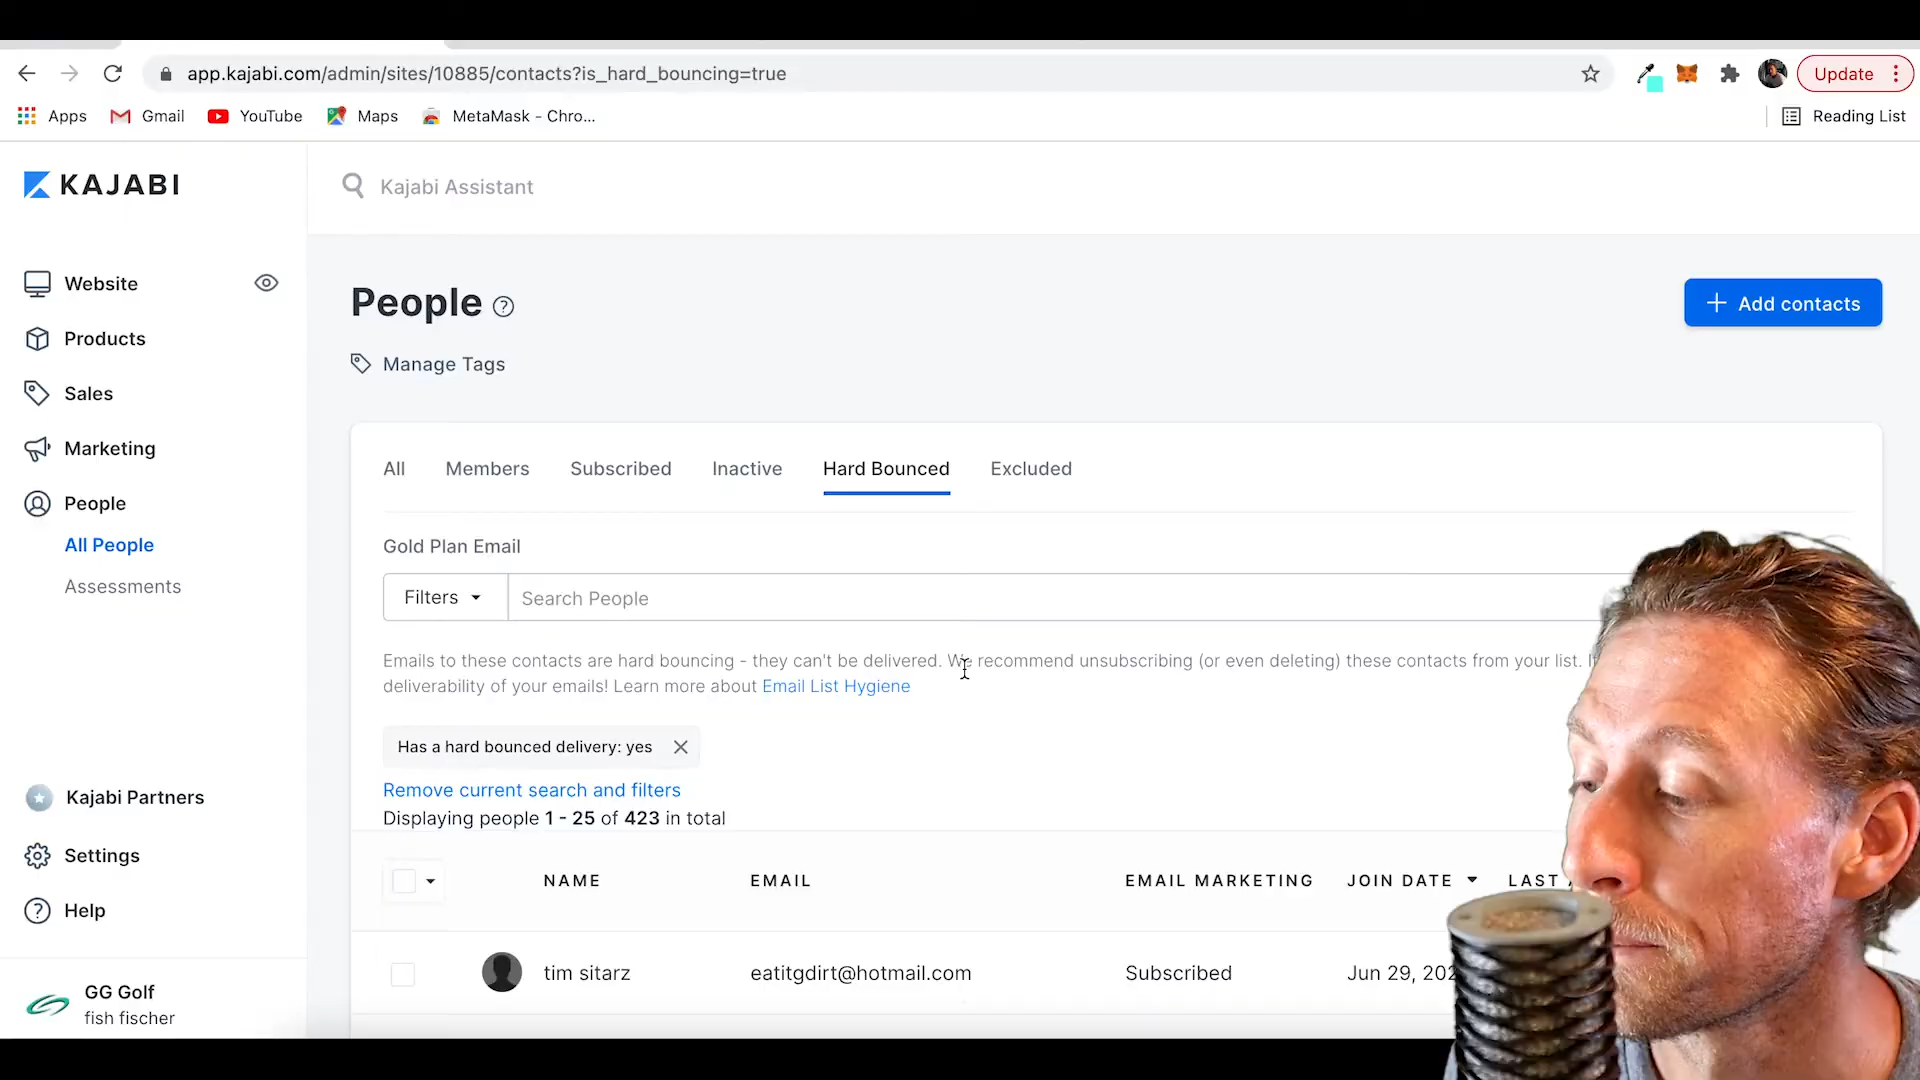 app.kajabi.com/admin/sites/10885/contacts?is_hard_bouncing=true
Update
Apps
Gmail
YouTube
Maps
MetaMask - Chro...
Reading List
KAJABI
Kajabi Assistant
Website
Products
Sales
Marketing
People
All People
Assessments
Kajabi Partners
Settings
Help
GG Golf
fish fischer
People
Add contacts
Manage Tags
All Members Subscribed Inactive Hard Bounced Excluded
Gold Plan Email
Filters
Search People
Emails to these contacts are hard bouncing - they can't be delivered. We recommend unsubscribing (or even deleting) these contacts from your list.
deliverability of your emails! Learn more about Email List Hygiene
Has a hard bounced delivery: yes
Remove current search and filters
Displaying people 1 - 25 of 423 in total
NAME EMAIL EMAIL MARKETING JOIN DATE LAST
tim sitarz eatitgdirt@hotmail.com Subscribed Jun 29,